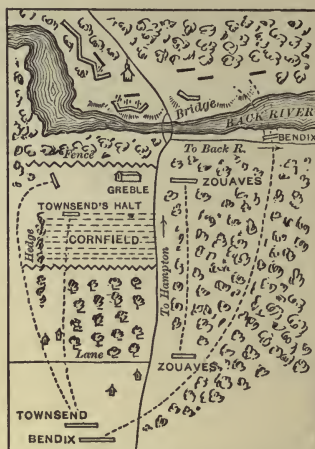 Bridge
BACK RIVER
BENDIX
To Back R.
Fence
GREBLE
ZOUAVES
TOWNSEND'S HALT
Hedge
CORNFIELD
To Hampton
Lane
ZOUAVES
TOWNSEND
BENDIX